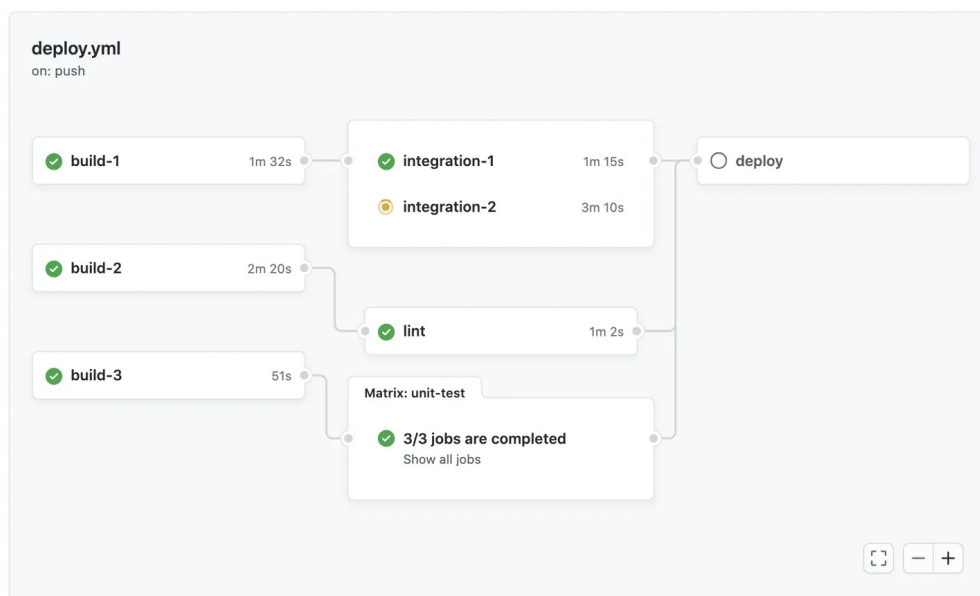 deploy.yml
on: push
build-1 1m 32s
integration-1 1m 15s
deploy
integration-2 3m 10s
build-2 2m 20s
lint 1m 2s
build-3 51s
Matrix: unit-test
3/3 jobs are completed
Show all jobs